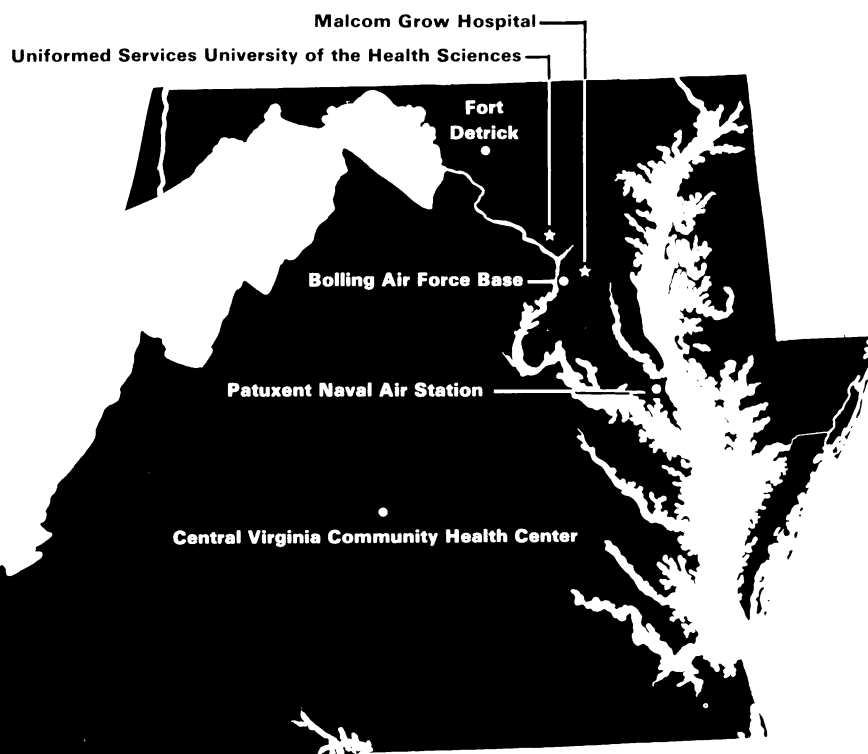 Malcom Grow Hospital
Uniformed Services University of the Health Sciences
Fort
Detrick
Bolling Air Force Base
Patuxent Naval Air Station
Central Virginia Community Health Center